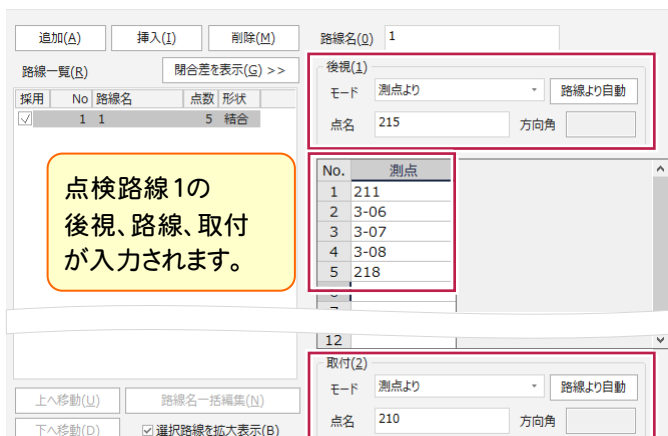 追加(A) 挿入(I) 削除(M)
路線一覧(R) 閉合差を表示(G) >>
採用 No 路線名 点数 形状
1 1 5 結合
点検路線1の
後視、路線、取付
が入力されます。
上へ移動(U) 路線名一括編集(N)
下へ移動(D) 選択路線を拡大表示(B)
路線名(0) 1
後視(1)
モード 測点より 路線より自動
点名 215 方向角
No. 測点
1 211
2 3-06
3 3-07
4 3-08
5 218
12
取付(2)
モード 測点より 路線より自動
点名 210 方向角